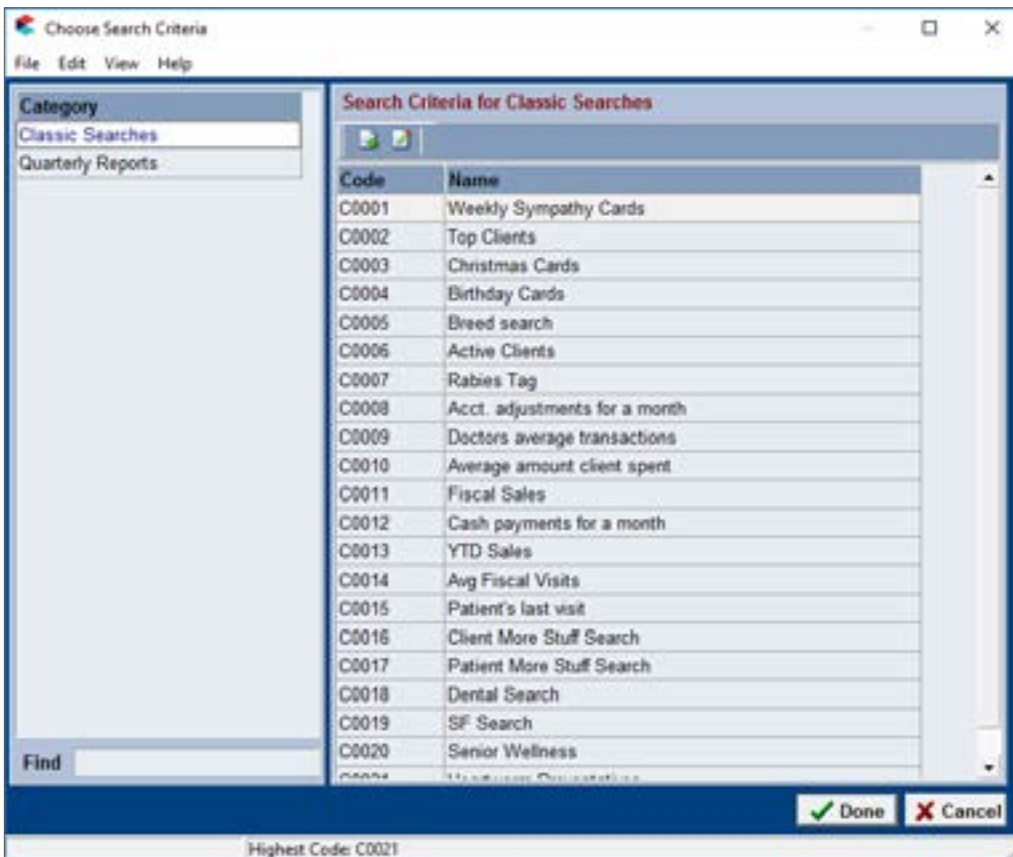 Choose Search Criteria
File Edit View Help
Category
Classic Searches
Quarterly Reports
Find
Search Criteria for Classic Searches
Code Name
C0001 Weekly Sympathy Cards
C0002 Top Clients
C0003 Christmas Cards
C0004 Birthday Cards
C0005 Breed search
C0006 Active Clients
C0007 Rabies Tag
C0008 Acct. adjustments for a month
C0009 Doctors average transactions
C0010 Average amount client spent
C0011 Fiscal Sales
C0012 Cash payments for a month
C0013 YTD Sales
C0014 Avg Fiscal Visits
C0015 Patient's last visit
C0016 Client More Stuff Search
C0017 Patient More Stuff Search
C0018 Dental Search
C0019 SF Search
C0020 Senior Wellness
Done Cancel
Highest Code: C0021